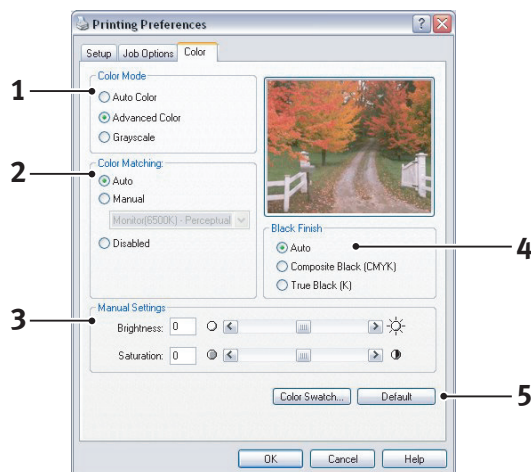 Printing Preferences
?
Setup Job Options Color
1
Color Mode
Auto Color
Advanced Color
Grayscale
2
Color Matching:
Auto
Manual
Monitor(6500K) - Perceptual
Disabled
Black Finish
Auto
4
Composite Black (CMYK)
True Black (K)
3
Manual Settings
Brightness: 0
Saturation: 0
Color Swatch... Default
5
OK Cancel Help